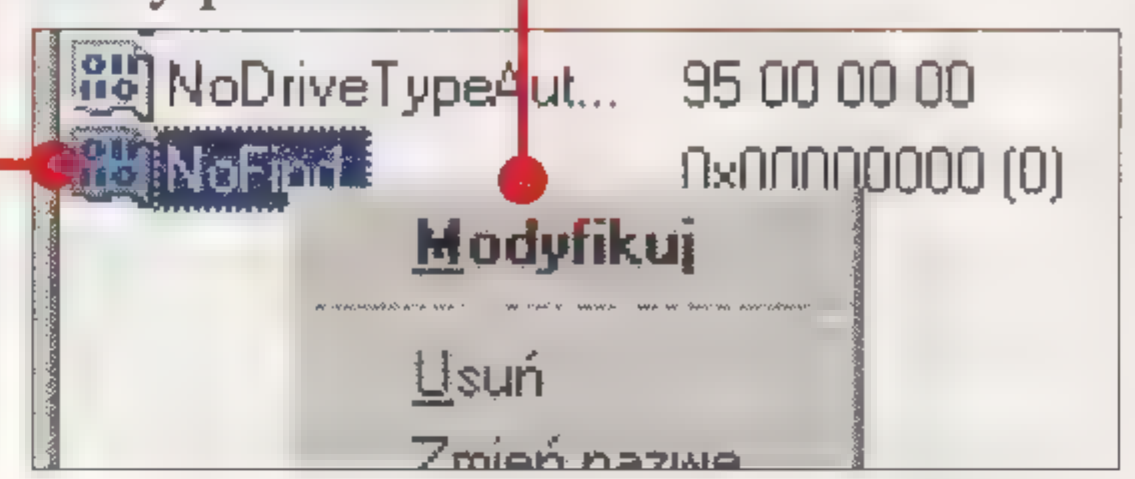 NoDriveTypeAut... 95 00 00 00
NoFind 0x00000000 (0)
Modyfikuj
Usuń
Zmień nazwę